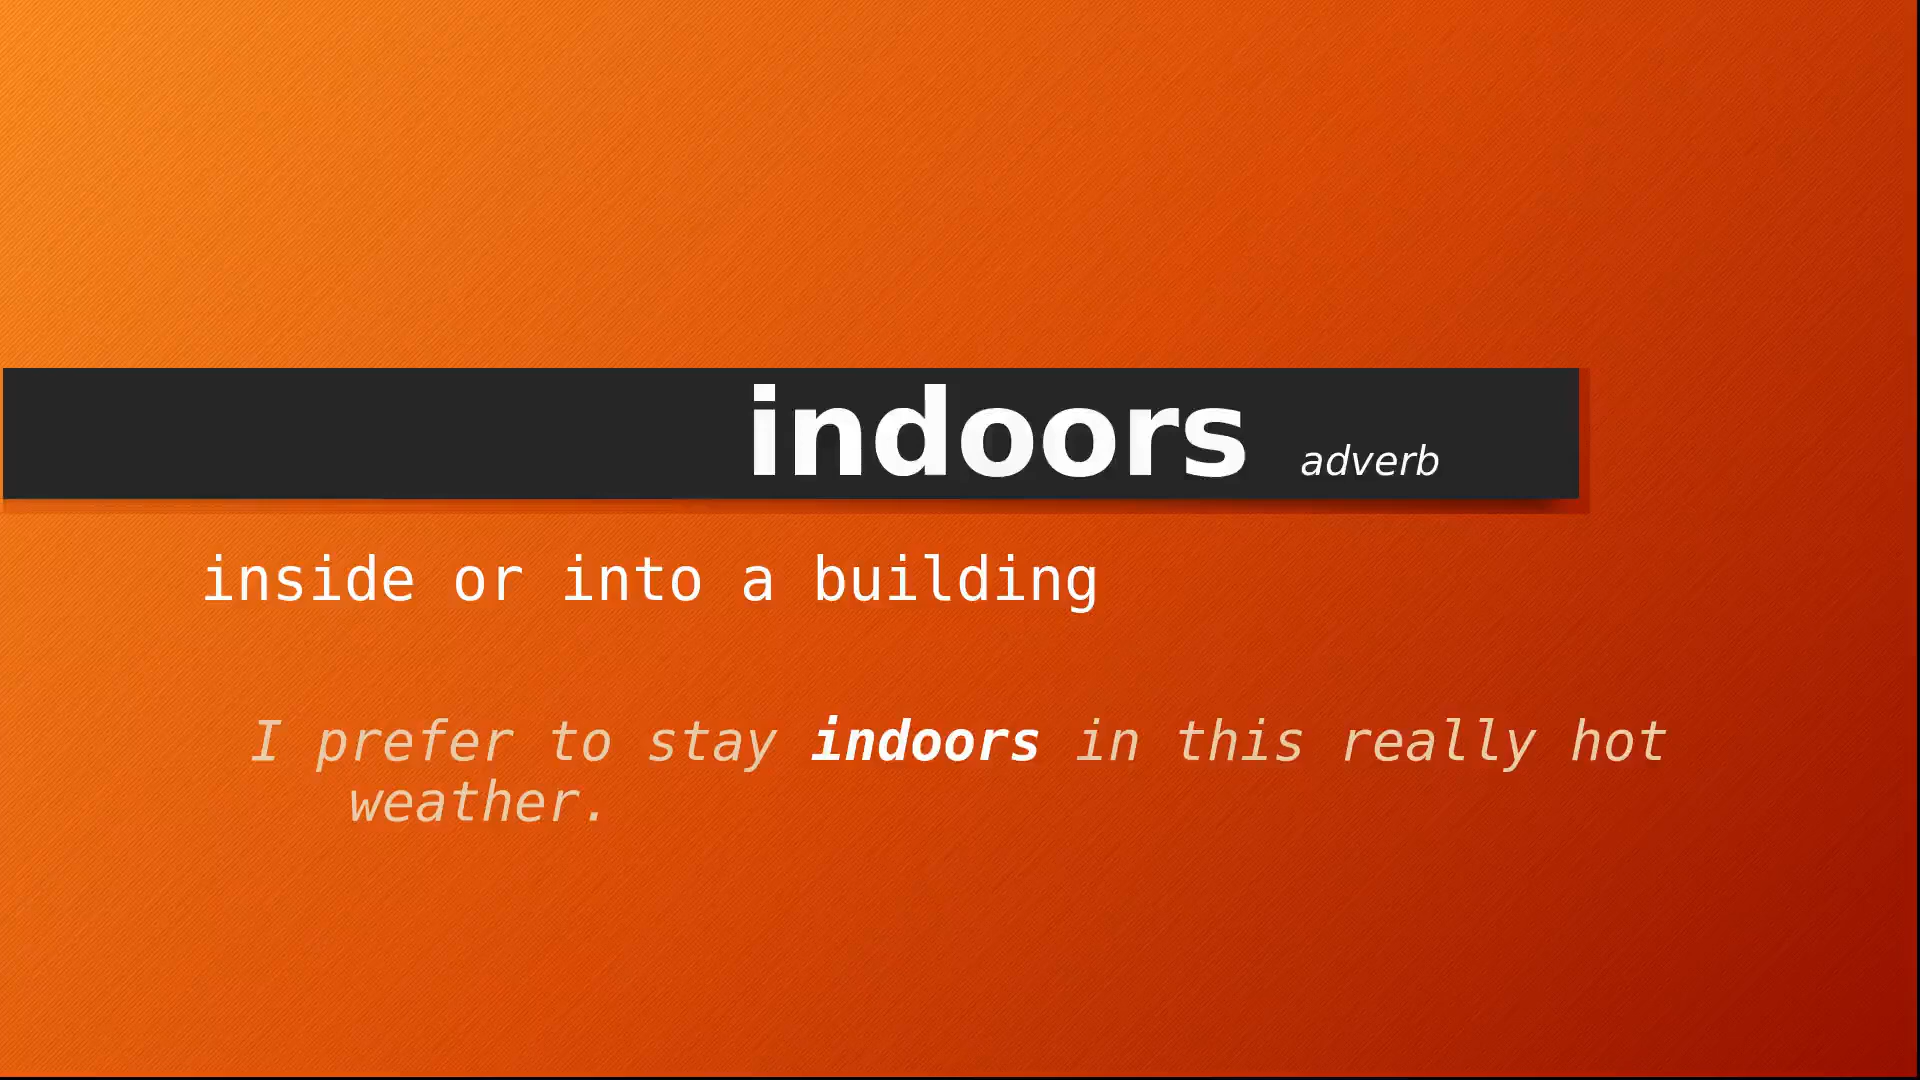 indoors adverb
inside or into a building
I prefer to stay indoors in this really hot
weather.